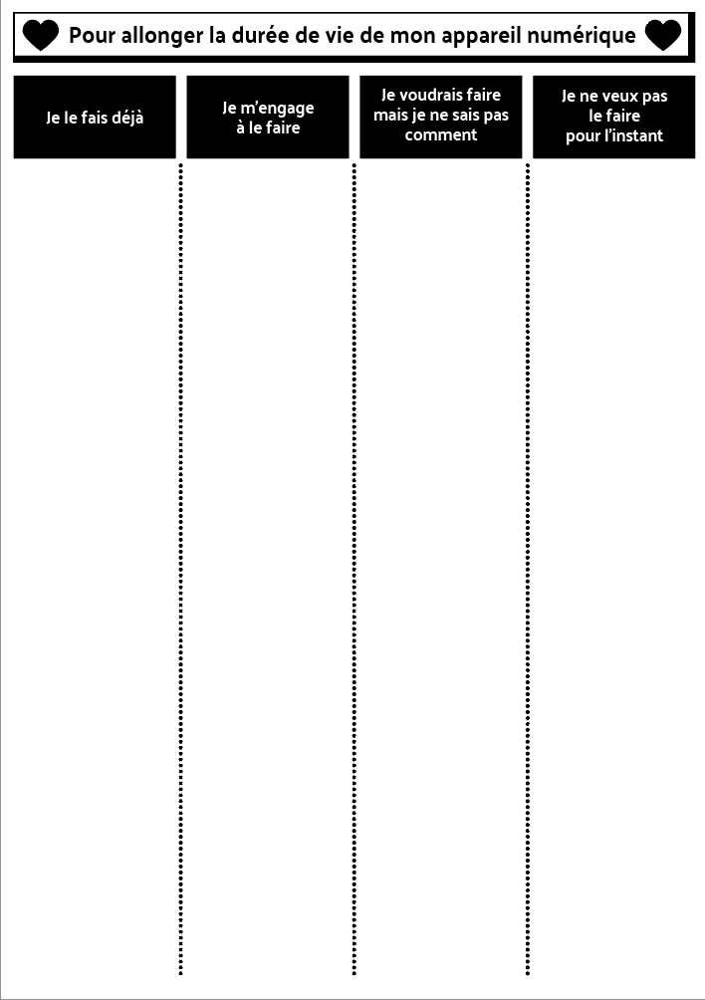 Pour allonger la durée de vie de mon appareil numérique
Je le fais déjà
Je m'engage
à le faire
Je voudrais faire
mais je ne sais pas
comment
Je ne veux pas
le faire
pour l'instant